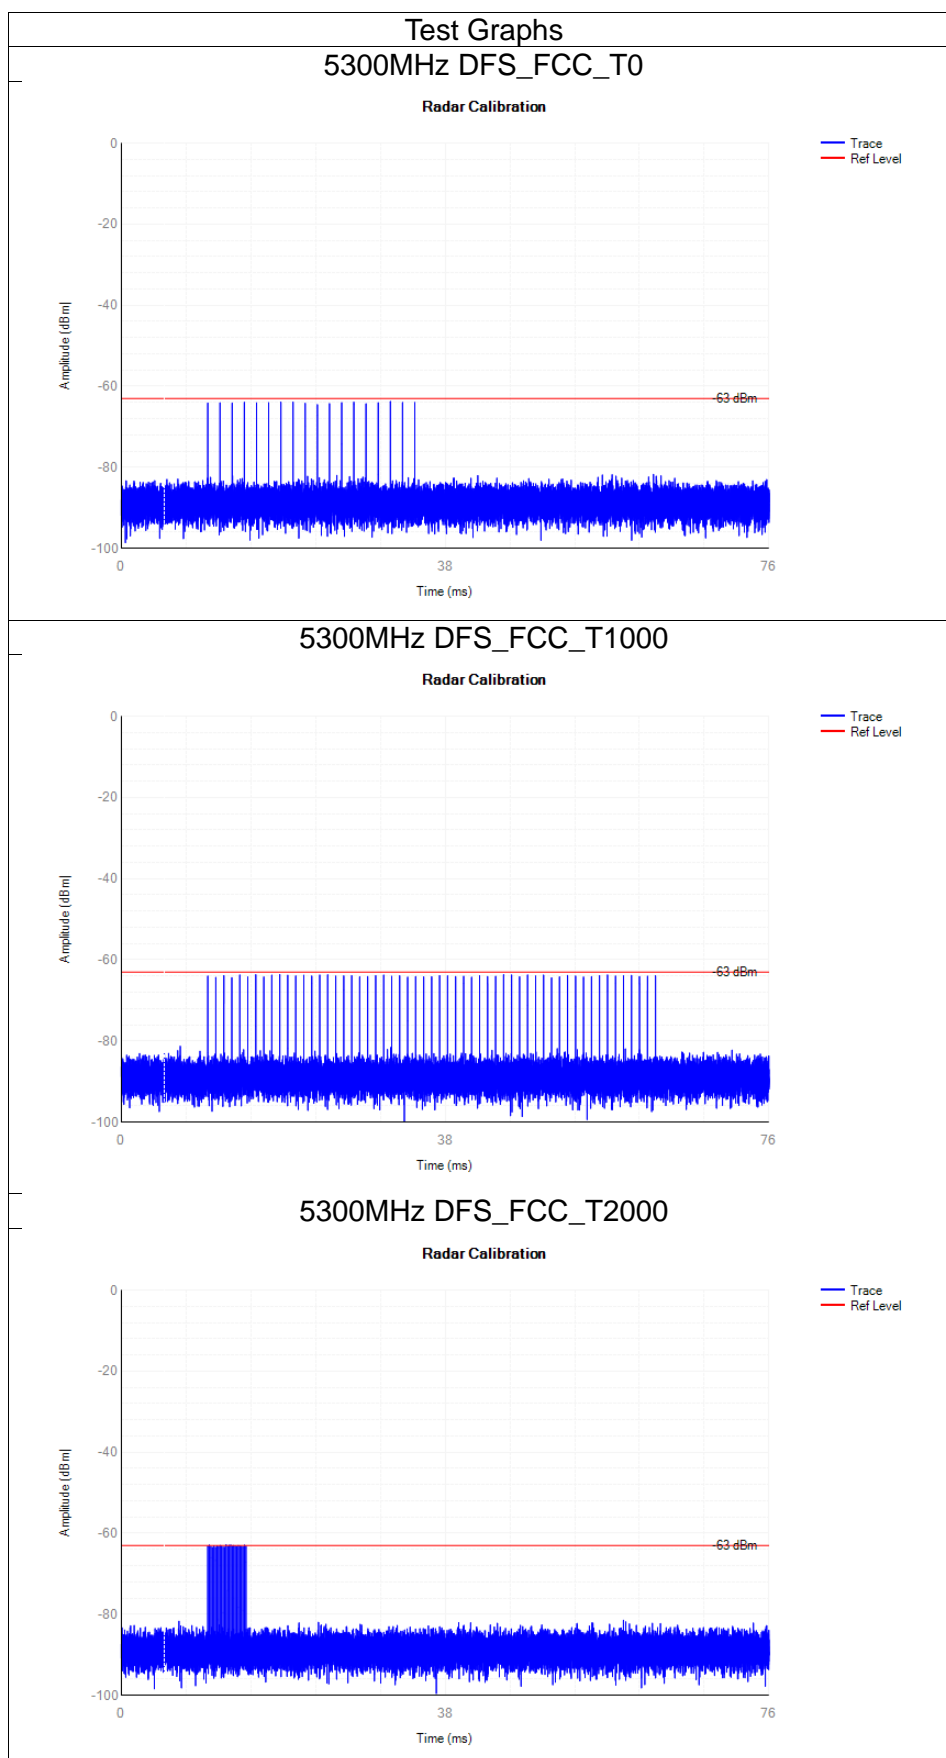 Test Graphs
5300MHz DFS_FCC_T0
Radar Calibration
Trace
Ref Level
0
-20
-40
-60
-80
-100
Amplitude [dBm]
-63 dBm
0
38
76
Time (ms)
5300MHz DFS_FCC_T1000
Radar Calibration
Trace
Ref Level
0
-20
-40
-60
-80
-100
Amplitude [dBm]
-63 dBm
0
38
76
Time (ms)
5300MHz DFS_FCC_T2000
Radar Calibration
Trace
Ref Level
0
-20
-40
-60
-80
-100
Amplitude [dBm]
-63 dBm
0
38
76
Time (ms)